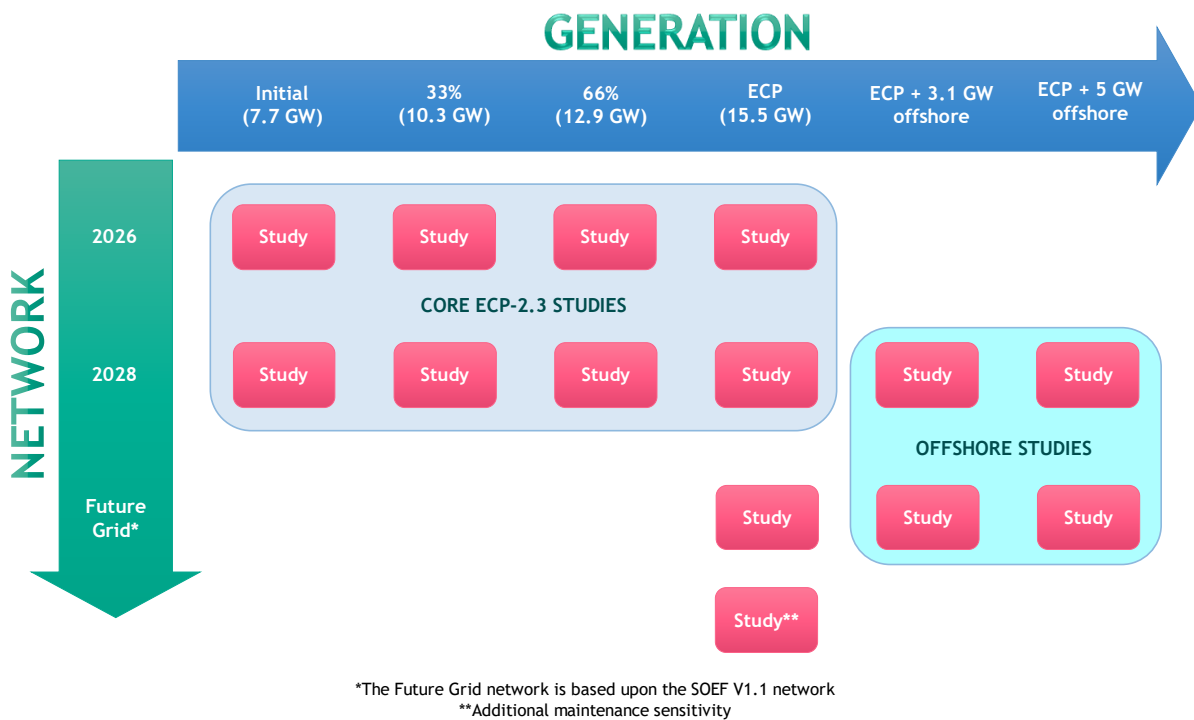 GENERATION
Initial
(7.7 GW)
33%
(10.3 GW)
66%
(12.9 GW)
ECP
(15.5 GW)
ECP + 3.1 GW
offshore
ECP + 5 GW
offshore
NETWORK
2026
Study
Study
Study
Study
CORE ECP-2.3 STUDIES
2028
Study
Study
Study
Study
Study
Study
OFFSHORE STUDIES
Future
Grid*
Study
Study
Study
Study**
*The Future Grid network is based upon the SOEF V1.1 network
**Additional maintenance sensitivity